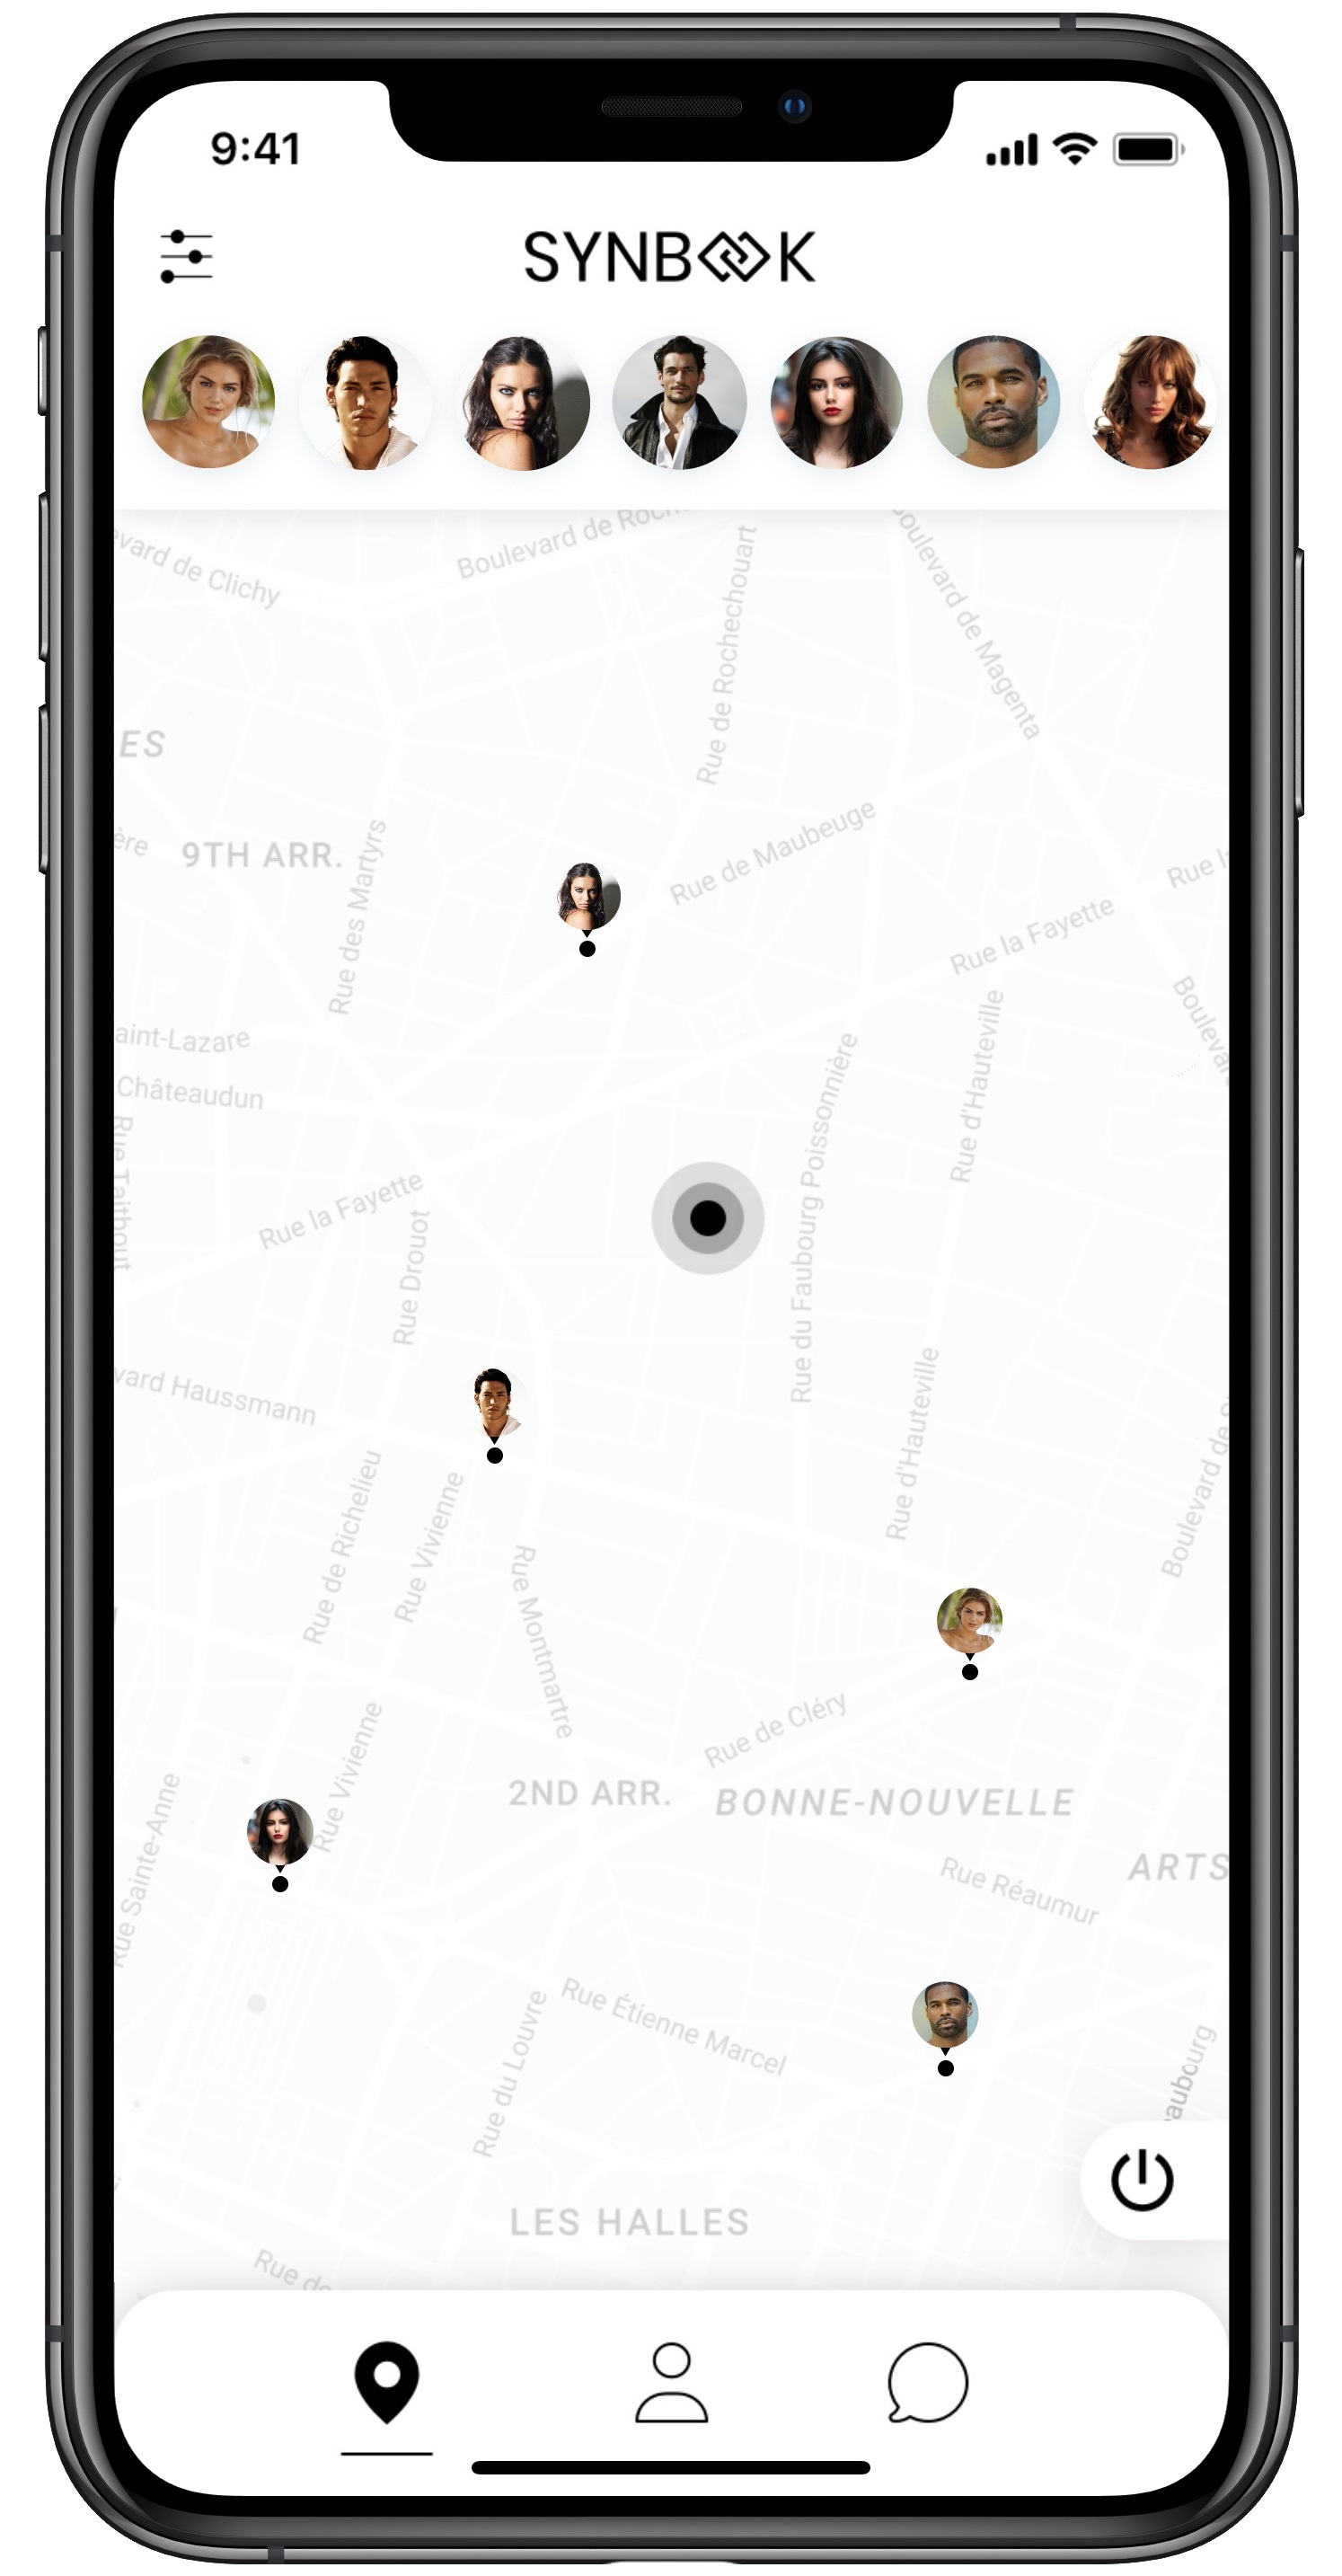 9:41
SYNBOOK
evard de Clichy
Boulevard de Roch
oulevard de Magenta
Rue de Rochechouart
ES
9TH ARR.
ère
Rue des Martyrs
Rue de Maubeuge
Rue l
Rue la Fayette
aint-Lazare
Châteaudun
Rue Taitbout
Rue la Fayette
Rue Drouot
Rue du Faubourg Poissonnière
Rue d'Hauteville
Boulevar
vard Haussmann
Rue d'Hauteville
Rue de Richelieu
Rue Vivienne
Rue Montmartre
Boulevard de
Rue de Cléry
2ND ARR.
BONNE-NOUVELLE
Rue Vivienne
Rue Sainte-Anne
ARTS
Rue Réaumur
Rue Étienne Marcel
Rue du Louvre
aubourg
LES HALLES
Rue de